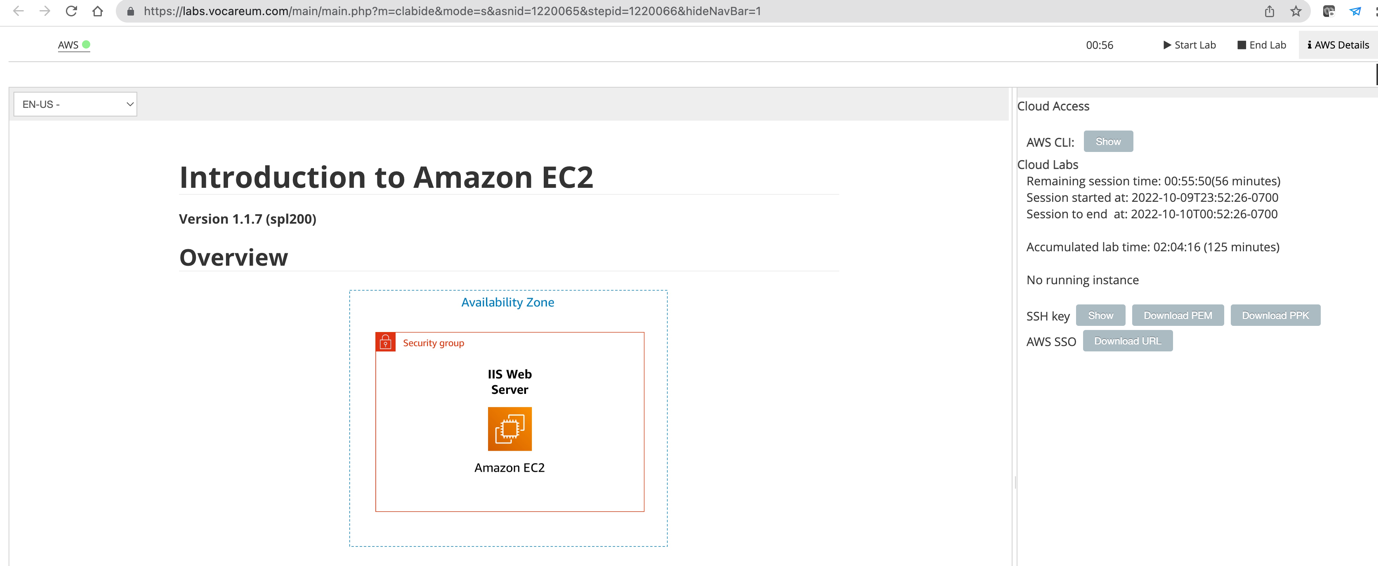 https://labs.vocareum.com/main/main.php?m=clabide&mode=s&asnid=1220065&stepid=1220066&hideNavBar=1
AWS 00:56 Start Lab End Lab AWS Details
EN-US -
Introduction to Amazon EC2
Version 1.1.7 (spl200)
Overview
Availability Zone
Security group
IIS Web
Server
Amazon EC2
Cloud Access
AWS CLI: Show
Cloud Labs
Remaining session time: 00:55:50(56 minutes)
Session started at: 2022-10-09T23:52:26-0700
Session to end at: 2022-10-10T00:52:26-0700
Accumulated lab time: 02:04:16 (125 minutes)
No running instance
SSH key Show Download PEM Download PPK
AWS SSO Download URL